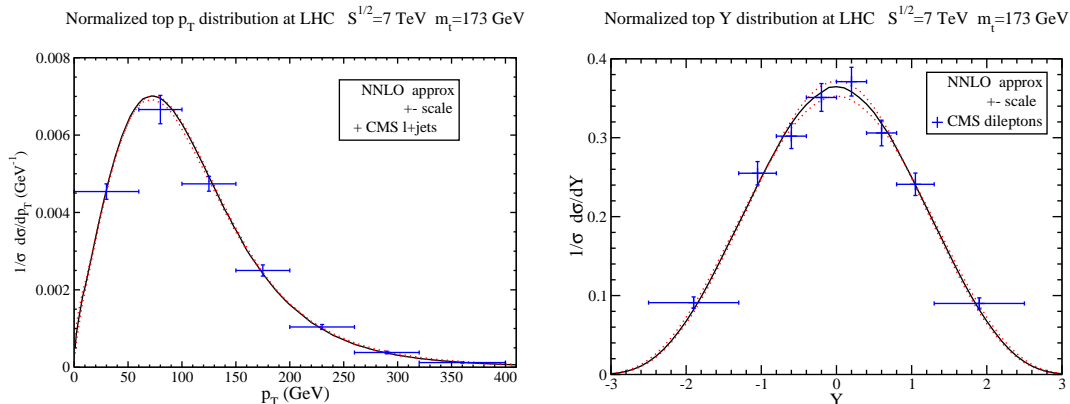 Normalized top p_T distribution at LHC S^{1/2}=7 TeV m_t=173 GeV
0.008
0.006
0.004
0.002
0
1/σ dσ/dp_T (GeV^{-1})
NNLO approx
+- scale
+ CMS l+jets
0 50 100 150 200 250 300 350 400
p_T (GeV)
Normalized top Y distribution at LHC S^{1/2}=7 TeV m_t=173 GeV
0.4
0.3
0.2
0.1
0
1/σ dσ/dY
NNLO approx
+- scale
CMS dileptons
-3 -2 -1 0 1 2 3
Y